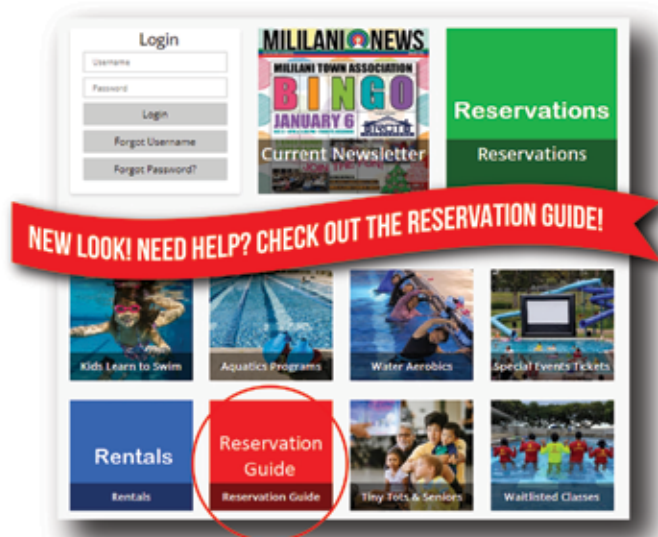 Login
Username
Password
Login
Forgot Username
Forgot Password?
MILILANI NEWS
MILILANI TOWN ASSOCIATION
BINGO
JANUARY 6
Current Newsletter
Reservations
Reservations
NEW LOOK! NEED HELP? CHECK OUT THE RESERVATION GUIDE!
Kids Learn to Swim
Aquatics Programs
Water Aerobics
Special Events Tickets
Rentals
Rentals
Reservation
Guide
Reservation Guide
Tiny Tots & Seniors
Waitlisted Classes